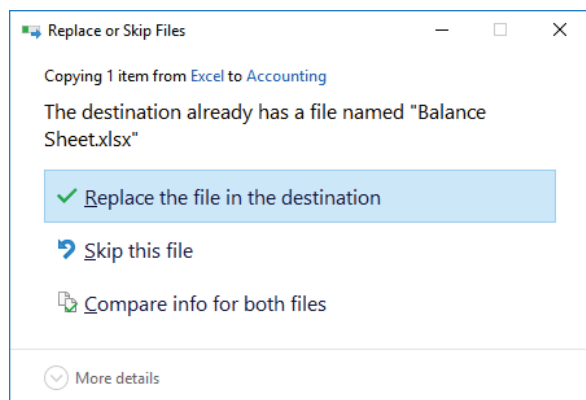 Replace or Skip Files
Copying 1 item from Excel to Accounting
The destination already has a file named "Balance
Sheet.xlsx"
Replace the file in the destination
Skip this file
Compare info for both files
More details